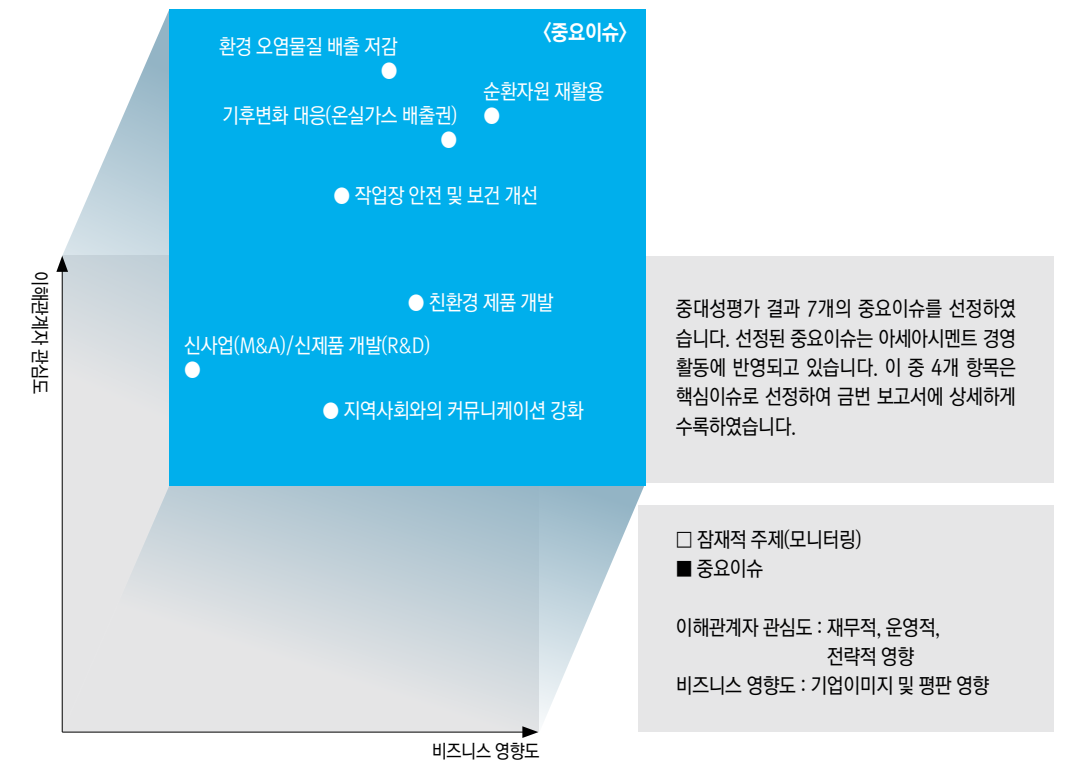 〈중요이슈〉
환경 오염물질 배출 저감
순환자원 재활용
기후변화 대응(온실가스 배출권)
작업장 안전 및 보건 개선
친환경 제품 개발
신사업(M&A)/신제품 개발(R&D)
지역사회와의 커뮤니케이션 강화
이해관계자 관심도
비즈니스 영향도
중대성평가 결과 7개의 중요이슈를 선정하였
습니다. 선정된 중요이슈는 아세아시멘트 경영
활동에 반영되고 있습니다. 이 중 4개 항목은
핵심이슈로 선정하여 금번 보고서에 상세하게
수록하였습니다.
□ 잠재적 주제(모니터링)
■ 중요이슈
이해관계자 관심도 : 재무적, 운영적,
전략적 영향
비즈니스 영향도 : 기업이미지 및 평판 영향